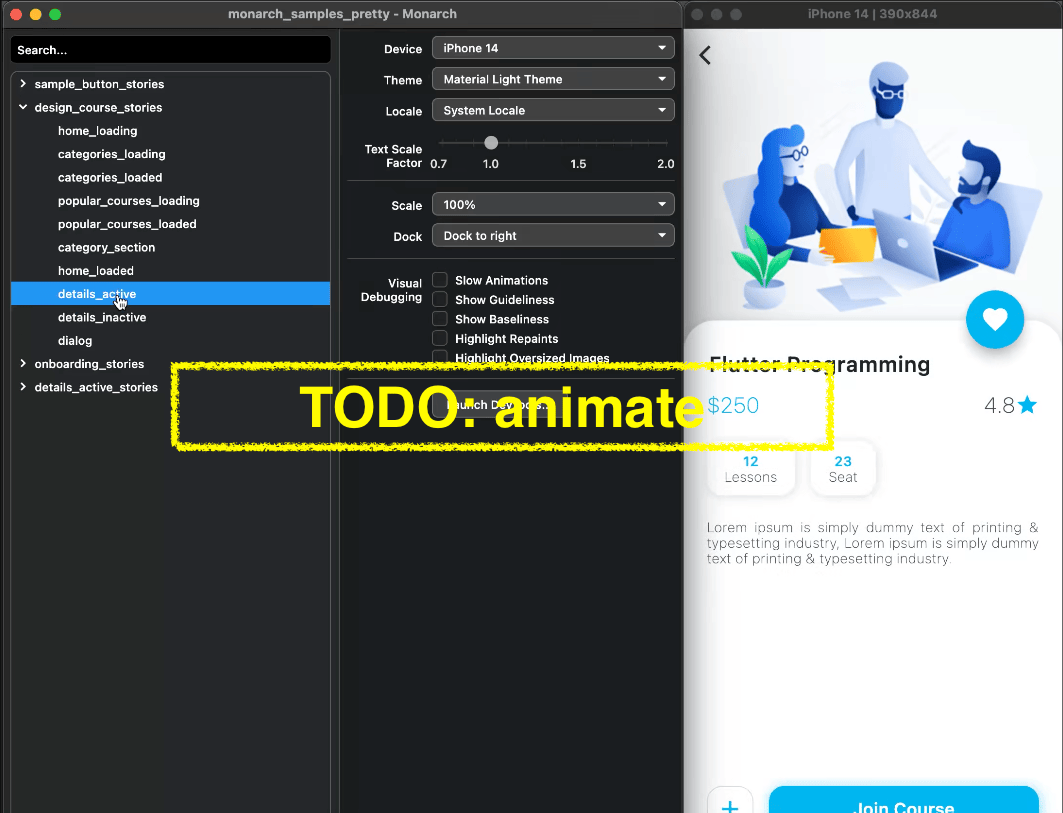 monarch_samples_pretty - Monarch
Search...
sample_button_stories
design_course_stories
home_loading
categories_loading
categories_loaded
popular_courses_loading
popular_courses_loaded
category_section
home_loaded
details_active
details_inactive
dialog
onboarding_stories
details_active_stories
Device iPhone 14
Theme Material Light Theme
Locale System Locale
Text Scale Factor
0.7 1.0 1.5 2.0
Scale 100%
Dock Dock to right
Visual Debugging
Slow Animations
Show Guideliness
Show Baseliness
Highlight Repaints
Highlight Oversized Images
Launch DevTools...
TODO: animate
iPhone 14 | 390x844
Flutter Programming
$250 4.8
12 23
Lessons Seat
Lorem ipsum is simply dummy text of printing &
typesetting industry, Lorem ipsum is simply dummy
text of printing & typesetting industry.
+ Join Course